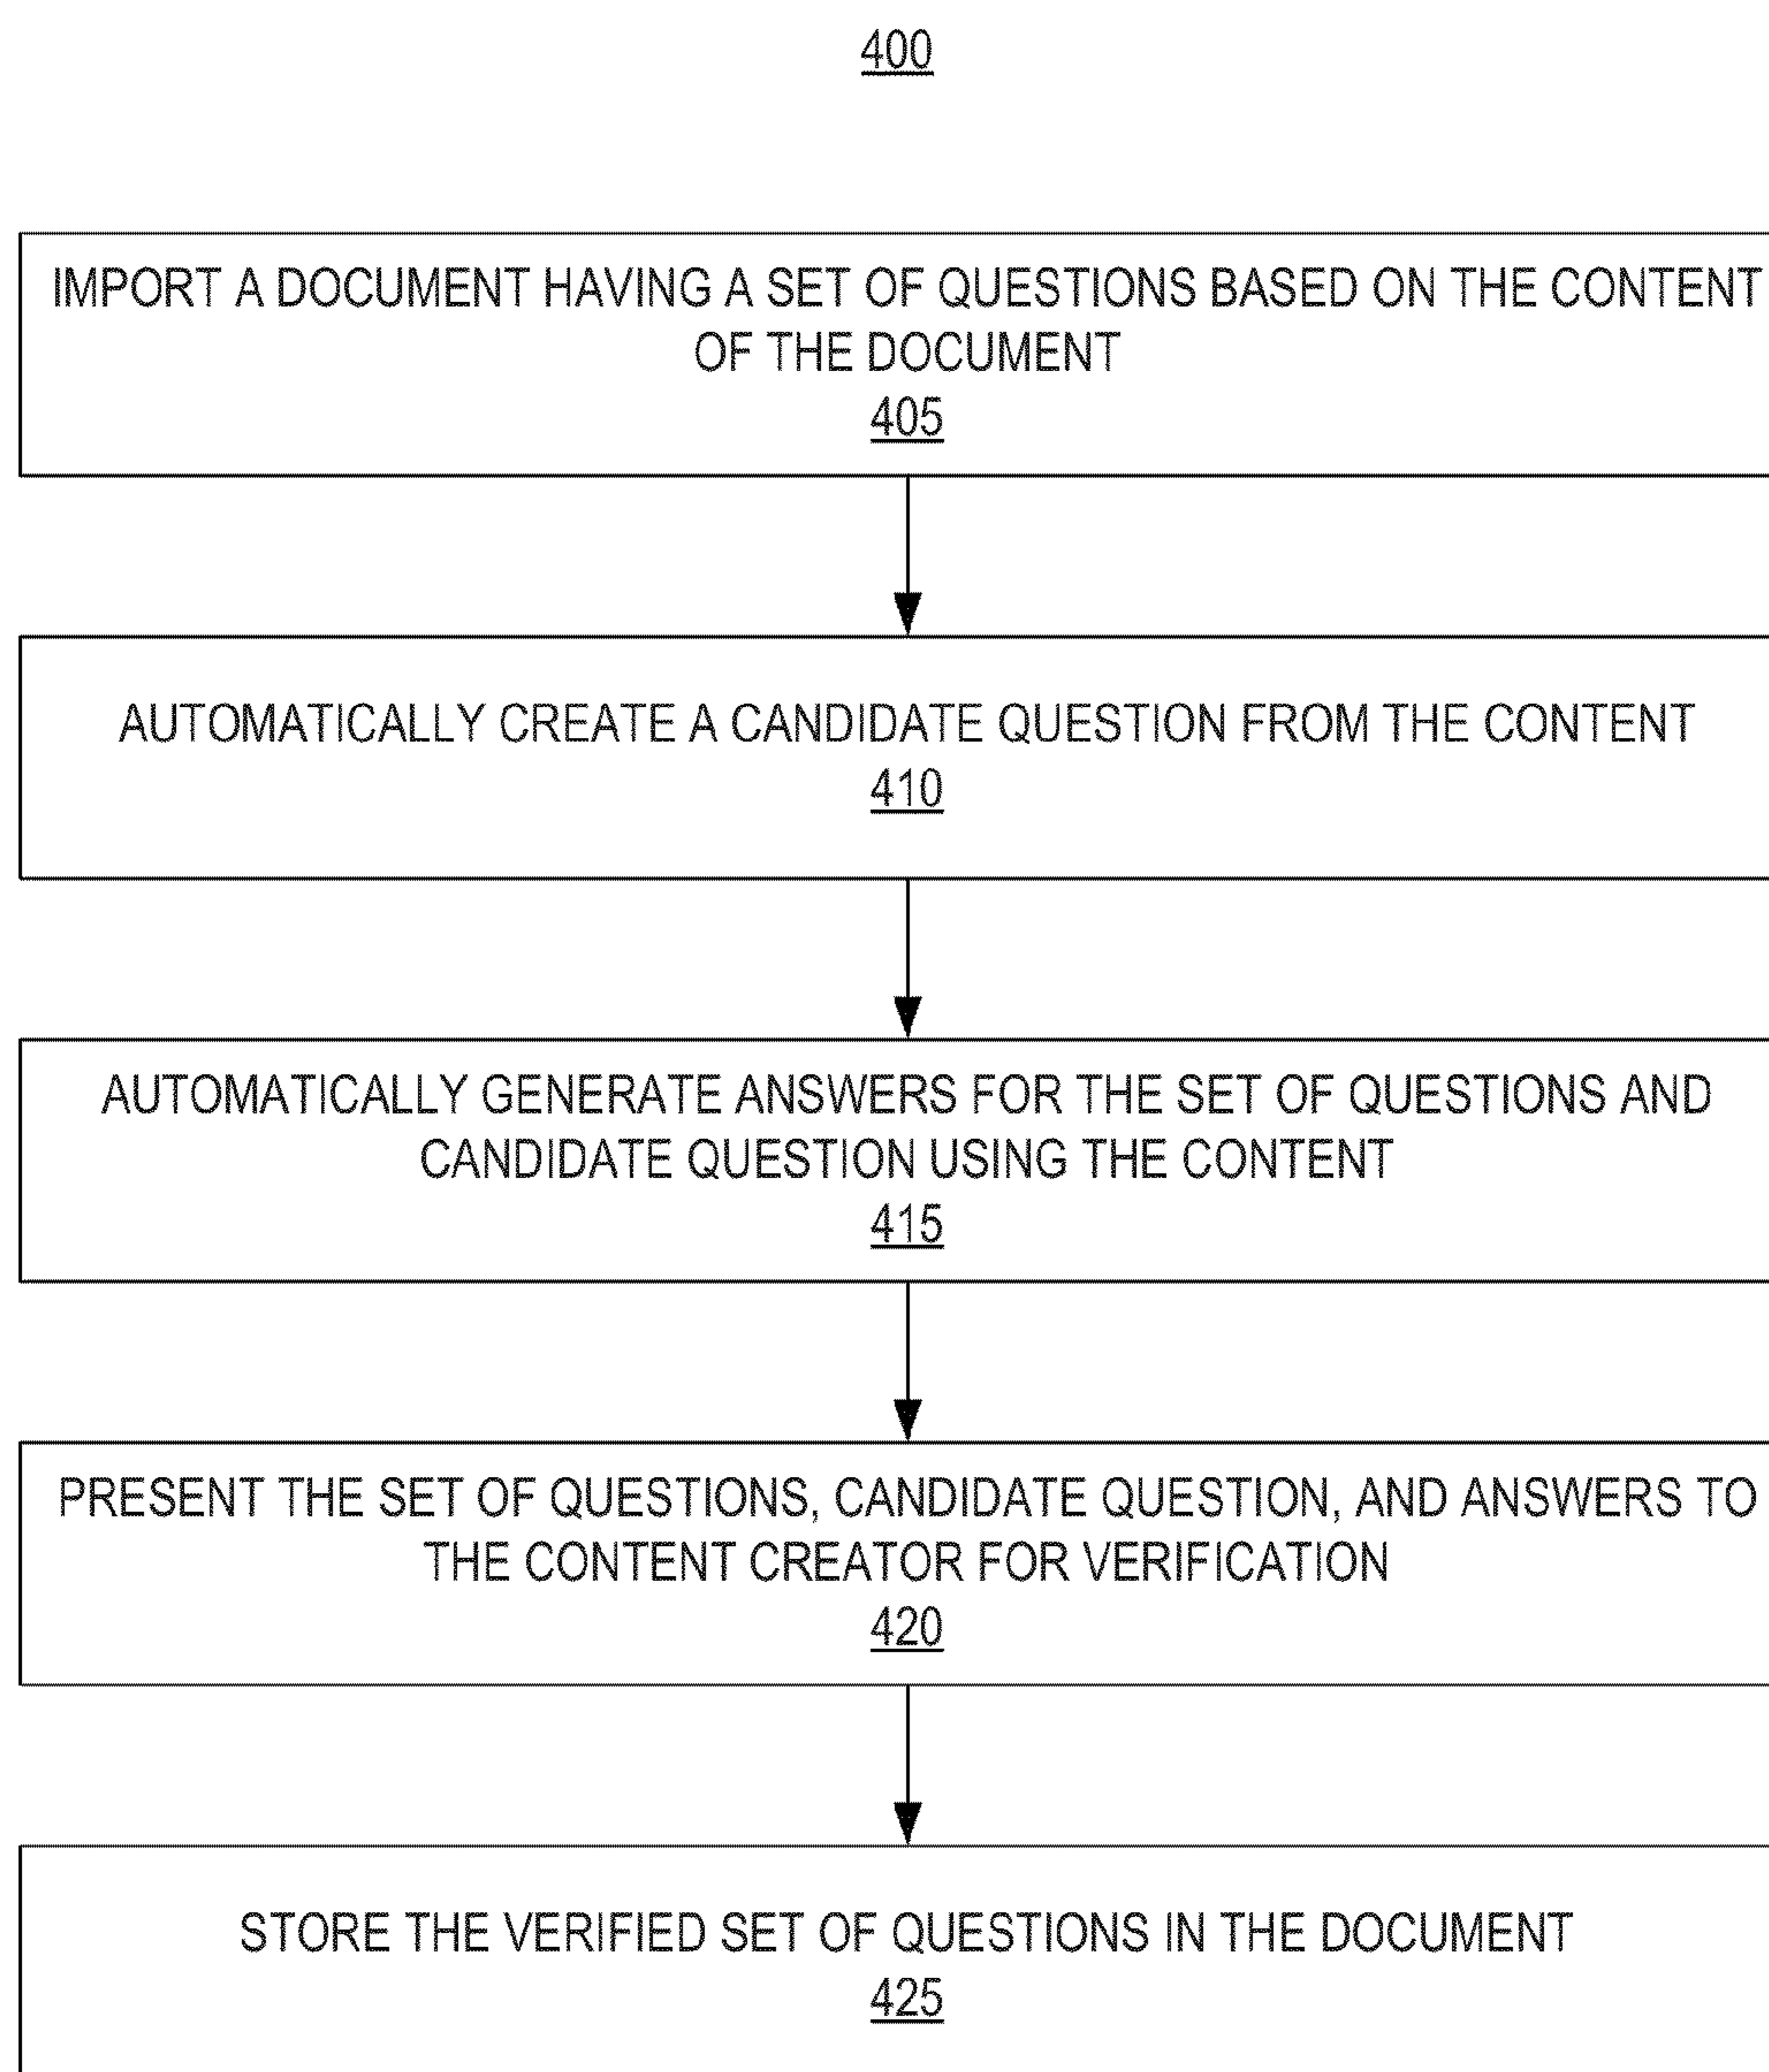 400
IMPORT A DOCUMENT HAVING A SET OF QUESTIONS BASED ON THE CONTENT
OF THE DOCUMENT
405
AUTOMATICALLY CREATE A CANDIDATE QUESTION FROM THE CONTENT
410
AUTOMATICALLY GENERATE ANSWERS FOR THE SET OF QUESTIONS AND
CANDIDATE QUESTION USING THE CONTENT
415
PRESENT THE SET OF QUESTIONS, CANDIDATE QUESTION, AND ANSWERS TO
THE CONTENT CREATOR FOR VERIFICATION
420
STORE THE VERIFIED SET OF QUESTIONS IN THE DOCUMENT
425